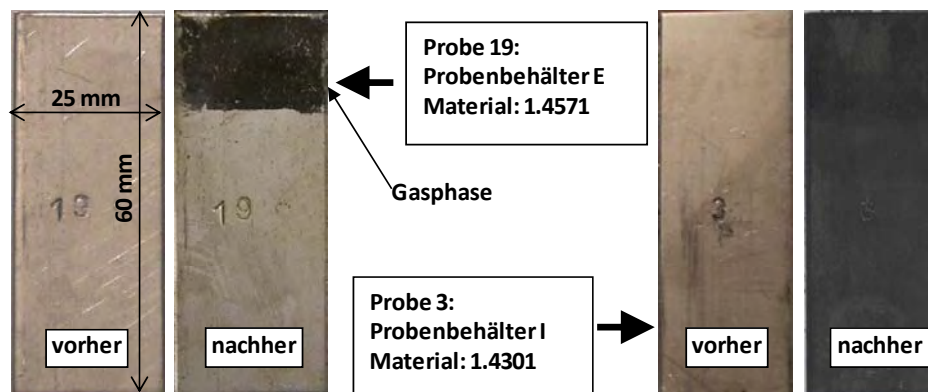 Probe 19:
Probenbehälter E
Material: 1.4571
25 mm
60 mm
19
19
Gasphase
3
Probe 3:
Probenbehälter I
Material: 1.4301
vorher
nachher
vorher
nachher